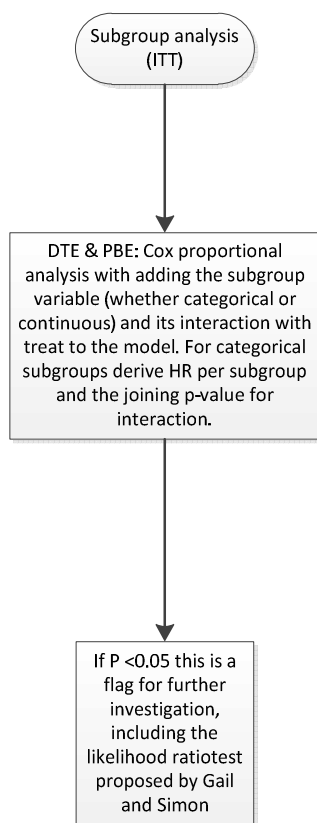 Subgroup analysis
(ITT)
DTE & PBE: Cox proportional
analysis with adding the subgroup
variable (whether categorical or
continuous) and its interaction with
treat to the model. For categorical
subgroups derive HR per subgroup
and the joining p-value for
interaction.
If P <0.05 this is a
flag for further
investigation,
including the
likelihood ratiotest
proposed by Gail
and Simon